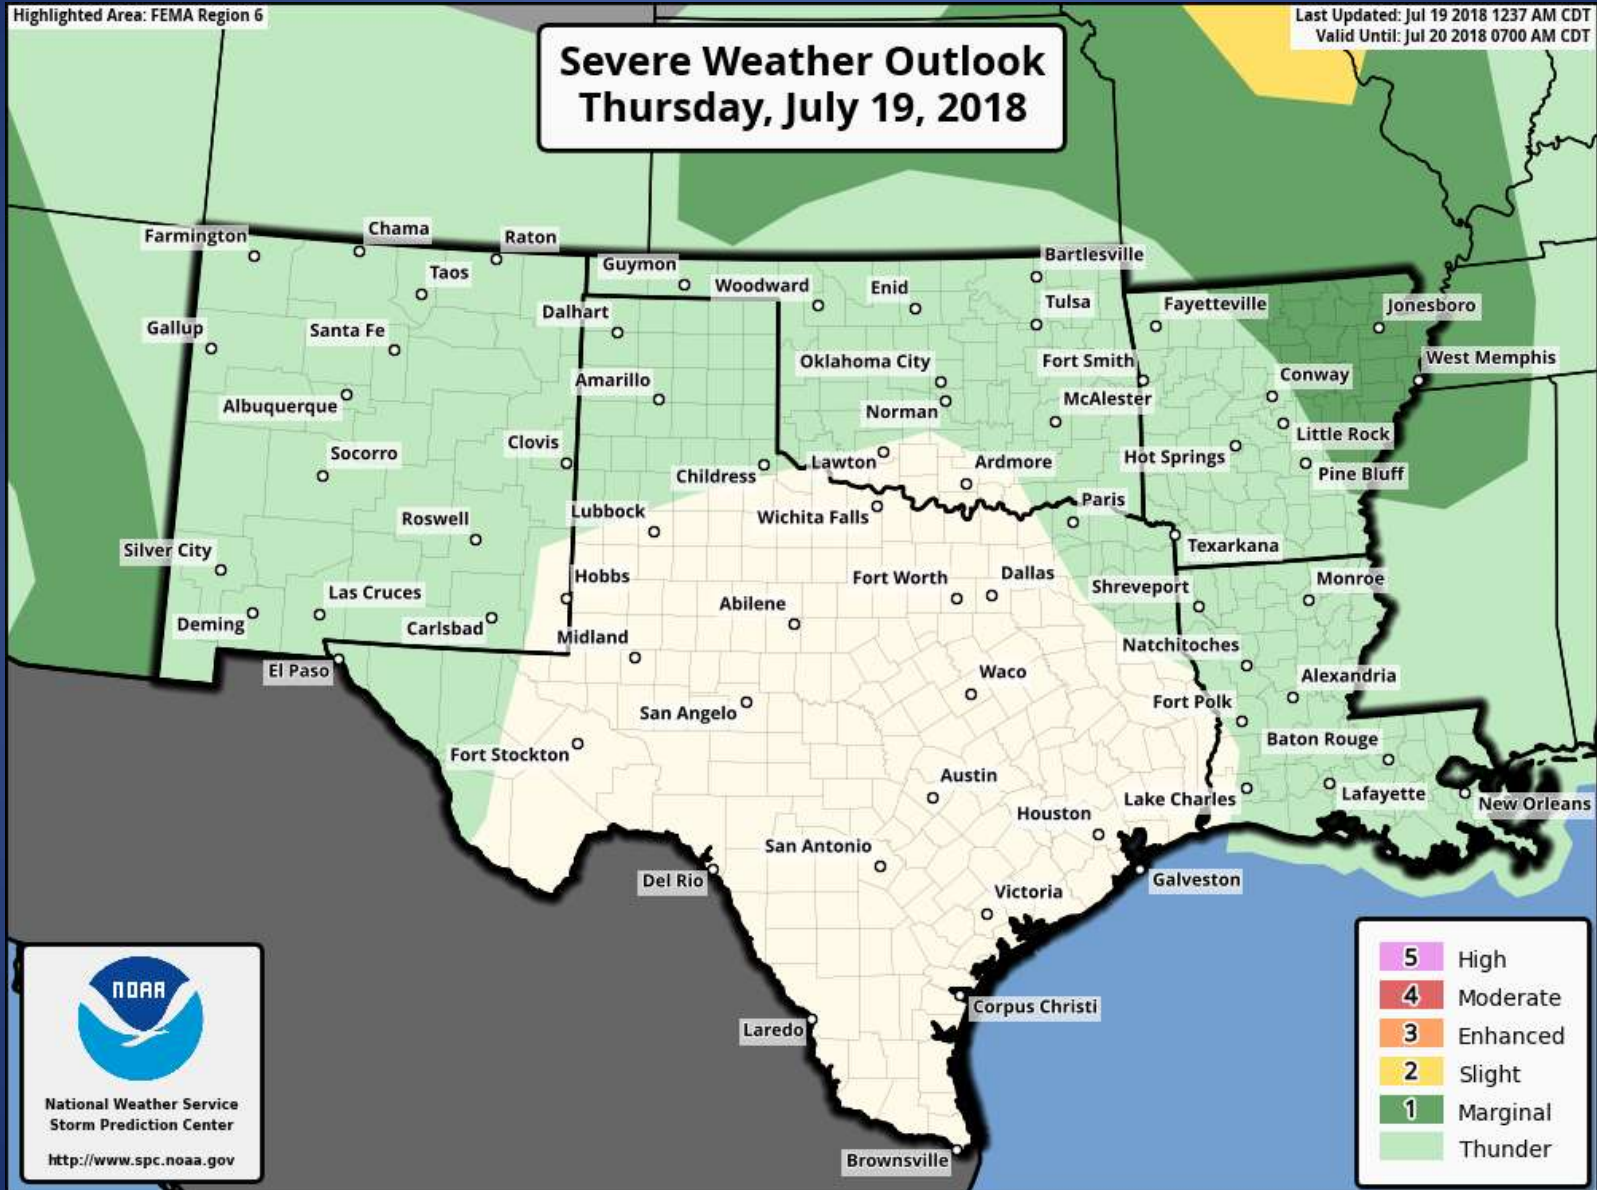 Highlighted Area: FEMA Region 6
Last Updated: Jul 19 2018 1237 AM CDT
Valid Until: Jul 20 2018 0700 AM CDT
Severe Weather Outlook
Thursday, July 19, 2018
Farmington
Chama
Raton
Guymon
Bartlesville
Taos
Woodward
Enid
Tulsa
Fayetteville
Jonesboro
Gallup
Santa Fe
Dalhart
Oklahoma City
Fort Smith
West Memphis
Albuquerque
Amarillo
Norman
McAlester
Conway
Socorro
Clovis
Childress
Lawton
Ardmore
Hot Springs
Little Rock
Pine Bluff
Roswell
Lubbock
Wichita Falls
Paris
Silver City
Texarkana
Las Cruces
Hobbs
Abilene
Fort Worth
Dallas
Shreveport
Monroe
Deming
Carlsbad
Midland
Natchitoches
El Paso
Waco
Alexandria
San Angelo
Fort Polk
Fort Stockton
Baton Rouge
Austin
Lake Charles
Lafayette
New Orleans
Houston
San Antonio
Del Rio
Galveston
Victoria
Corpus Christi
Laredo
Brownsville
NOAA
National Weather Service
Storm Prediction Center
http://www.spc.noaa.gov
5 High
4 Moderate
3 Enhanced
2 Slight
1 Marginal
Thunder